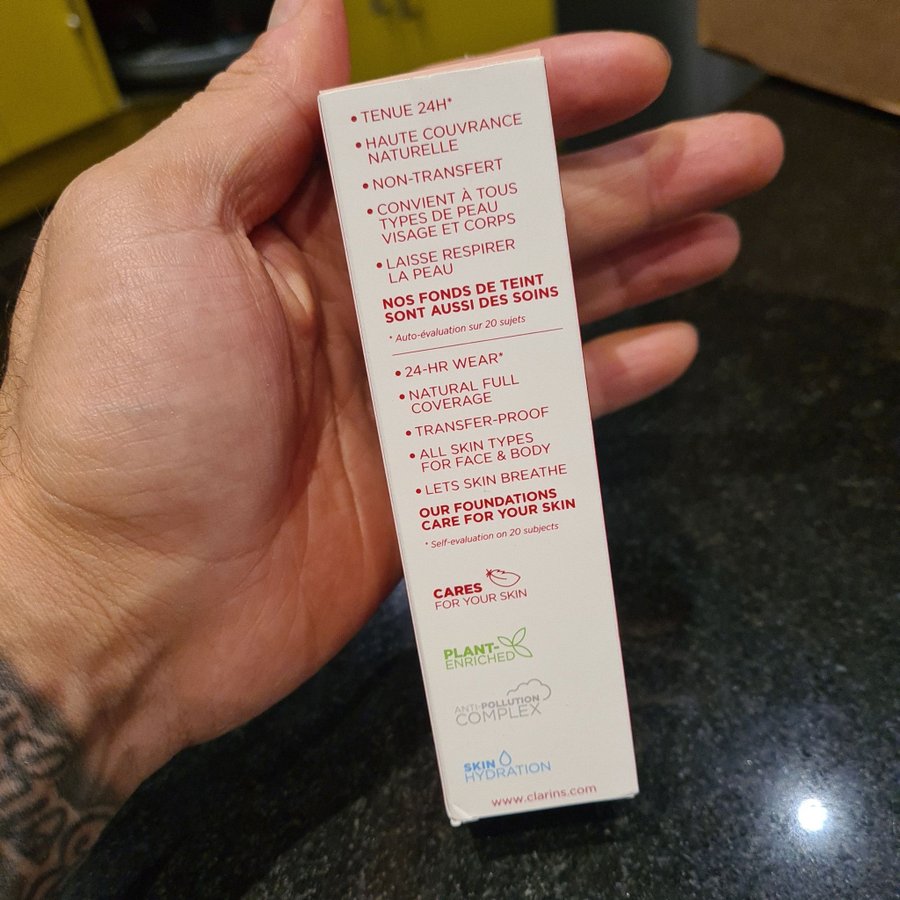 • TENUE 24H*
• HAUTE COUVRANCE
NATURELLE
• NON-TRANSFERT
• CONVIENT À TOUS
TYPES DE PEAU
VISAGE ET CORPS
• LAISSE RESPIRER
LA PEAU
NOS FONDS DE TEINT
SONT AUSSI DES SOINS
* Auto-évaluation sur 20 sujets
• 24-HR WEAR*
• NATURAL FULL
COVERAGE
• TRANSFER-PROOF
• ALL SKIN TYPES
FOR FACE & BODY
• LETS SKIN BREATHE
OUR FOUNDATIONS
CARE FOR YOUR SKIN
* Self-evaluation on 20 subjects
CARES
FOR YOUR SKIN
PLANT-
ENRICHED
ANTI-POLLUTION
COMPLEX
SKIN
HYDRATION
www.clarins.com